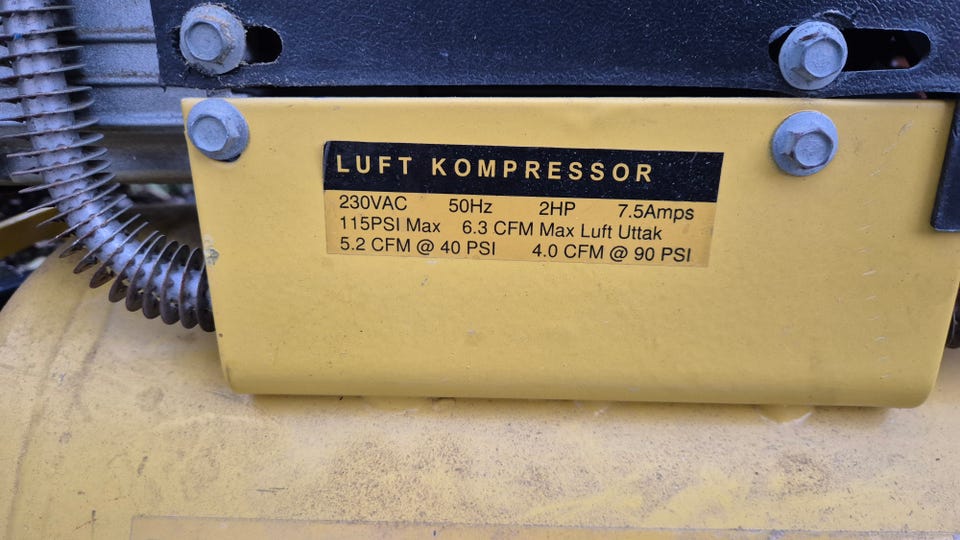 LUFT KOMPRESSOR
230VAC 50Hz 2HP 7.5Amps
115PSI Max 6.3 CFM Max Luft Uttak
5.2 CFM @ 40 PSI 4.0 CFM @ 90 PSI